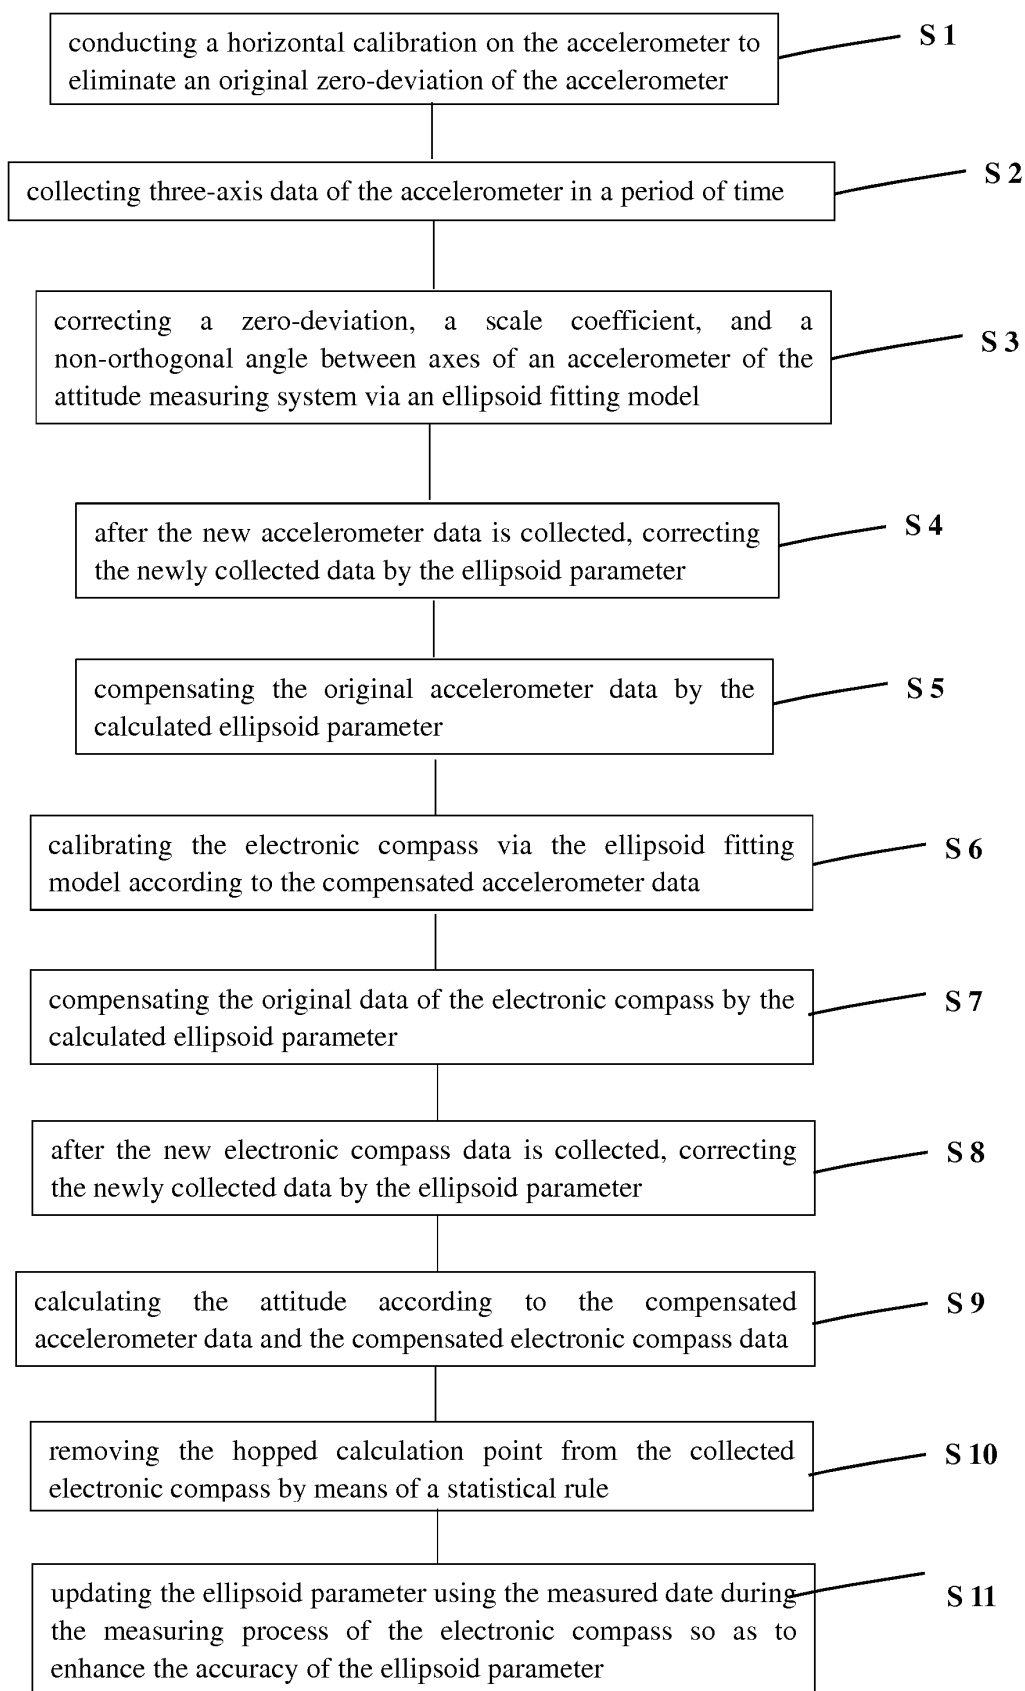 conducting a horizontal calibration on the accelerometer to
eliminate an original zero-deviation of the accelerometer
S 1
collecting three-axis data of the accelerometer in a period of time
S 2
correcting a zero-deviation, a scale coefficient, and a
non-orthogonal angle between axes of an accelerometer of the
attitude measuring system via an ellipsoid fitting model
S 3
after the new accelerometer data is collected, correcting
the newly collected data by the ellipsoid parameter
S 4
compensating the original accelerometer data by the
calculated ellipsoid parameter
S 5
calibrating the electronic compass via the ellipsoid fitting
model according to the compensated accelerometer data
S 6
compensating the original data of the electronic compass by the
calculated ellipsoid parameter
S 7
after the new electronic compass data is collected, correcting
the newly collected data by the ellipsoid parameter
S 8
calculating the attitude according to the compensated
accelerometer data and the compensated electronic compass data
S 9
removing the hopped calculation point from the collected
electronic compass by means of a statistical rule
S 10
updating the ellipsoid parameter using the measured date during
the measuring process of the electronic compass so as to
enhance the accuracy of the ellipsoid parameter
S 11